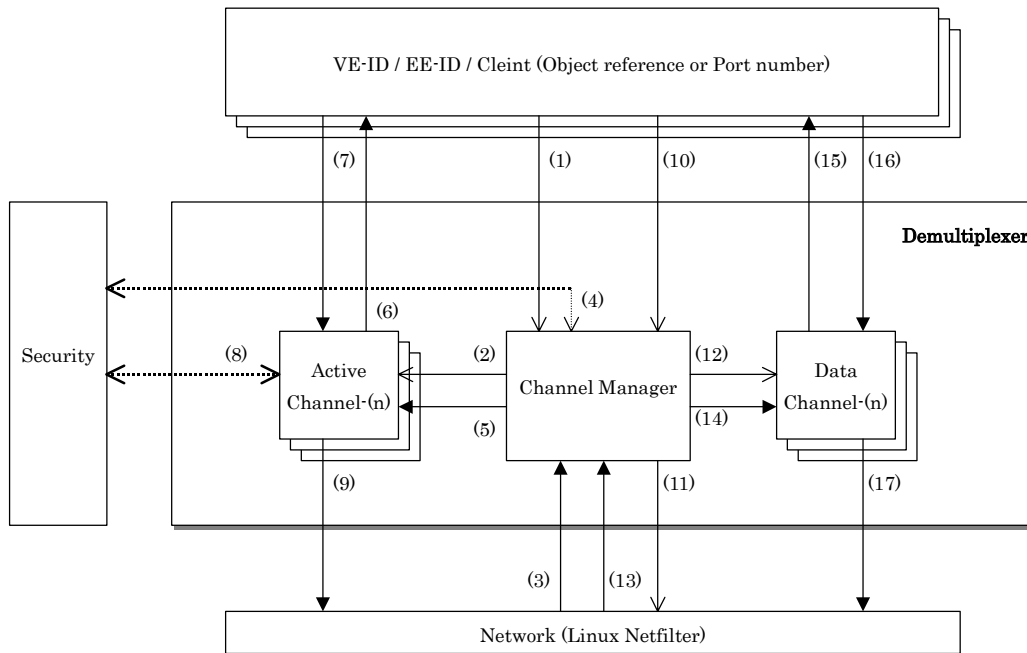 VE-ID / EE-ID / Cleint (Object reference or Port number)
(7)
(1)
(10)
(15)
(16)
Demultiplexer
(4)
(6)
Security
(8)
Active
Channel-(n)
(2)
(5)
Channel Manager
(12)
(14)
Data
Channel-(n)
(9)
(11)
(17)
(3)
(13)
Network (Linux Netfilter)